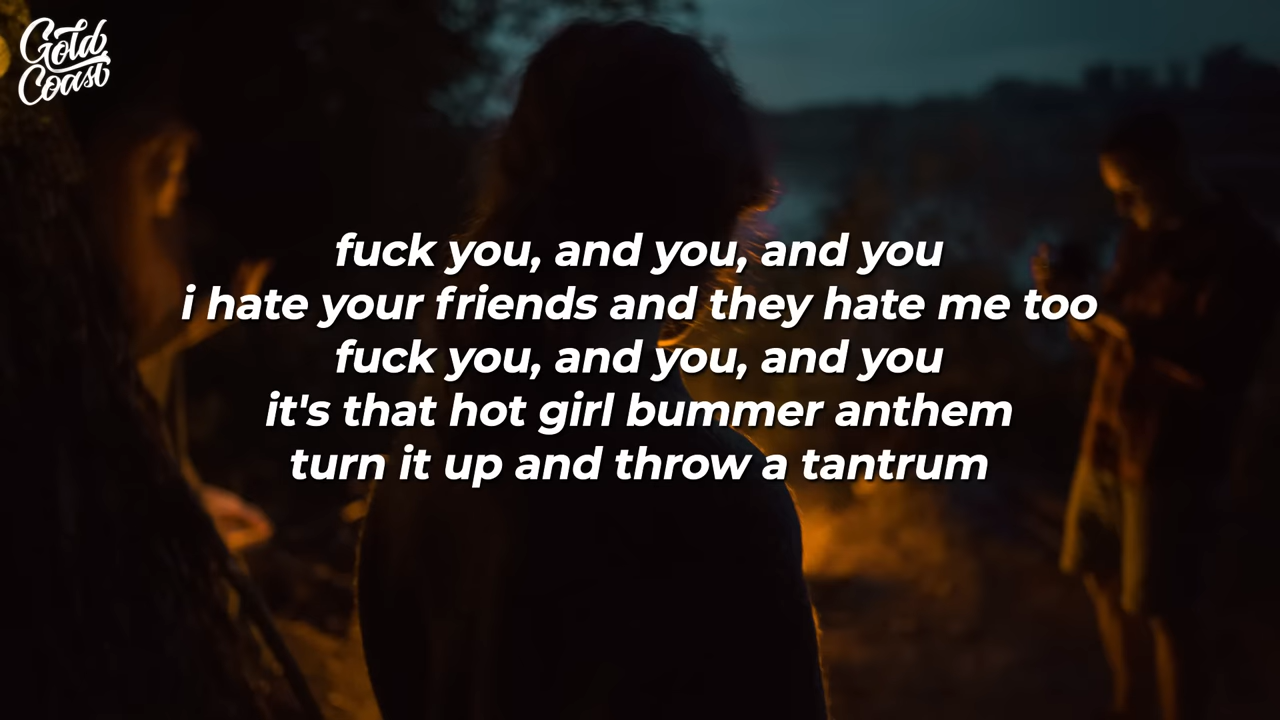 Gold
Coast
fuck you, and you, and you
i hate your friends and they hate me too
fuck you, and you, and you
it's that hot girl bummer anthem
turn it up and throw a tantrum